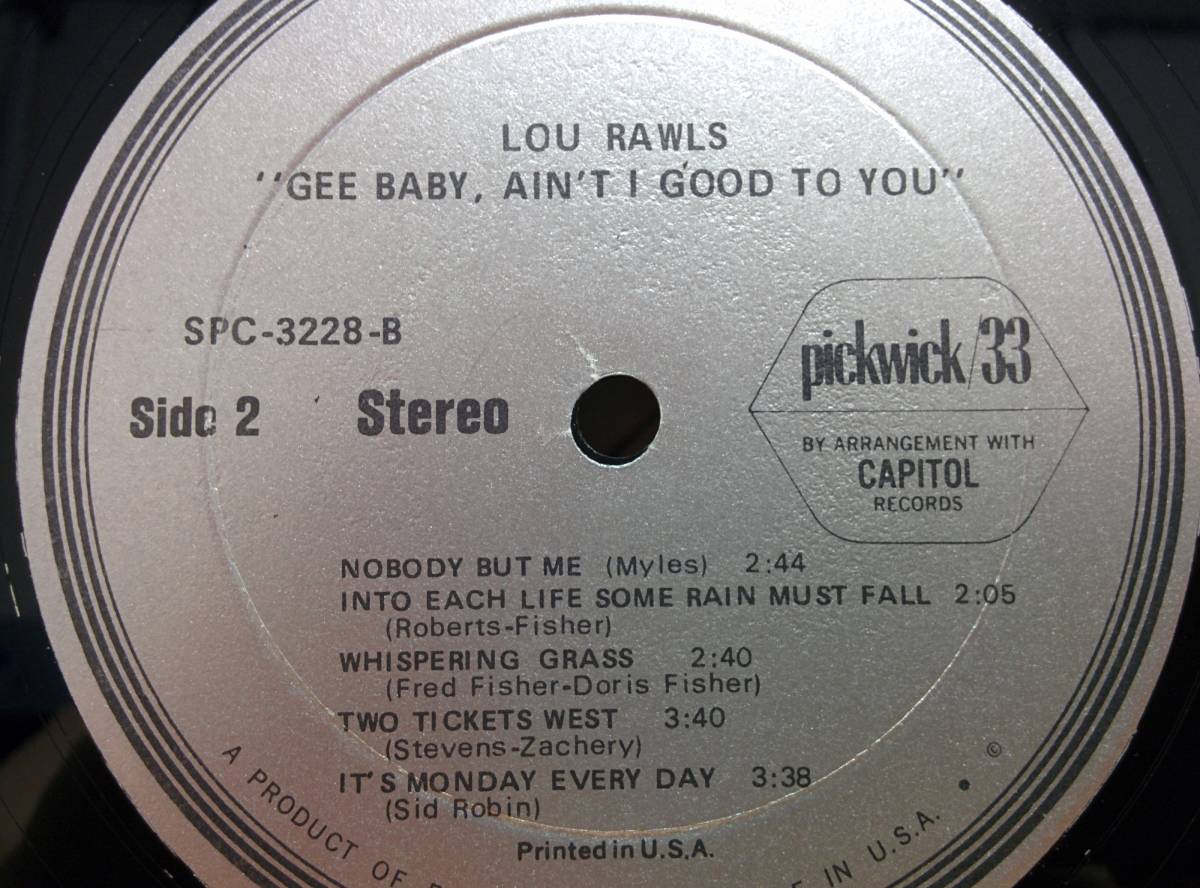 LOU RAWLS
"GEE BABY, AIN'T I GOOD TO YOU"
SPC-3228-B
Side 2 Stereo
pickwick/33
BY ARRANGEMENT WITH
CAPITOL
RECORDS
NOBODY BUT ME (Myles) 2:44
INTO EACH LIFE SOME RAIN MUST FALL 2:05
(Roberts-Fisher)
WHISPERING GRASS 2:40
(Fred Fisher-Doris Fisher)
TWO TICKETS WEST 3:40
(Stevens-Zachery)
IT'S MONDAY EVERY DAY 3:38
(Sid Robin)
Printed in U.S.A.
A PRODUCT OF
IN U.S.A. • ©